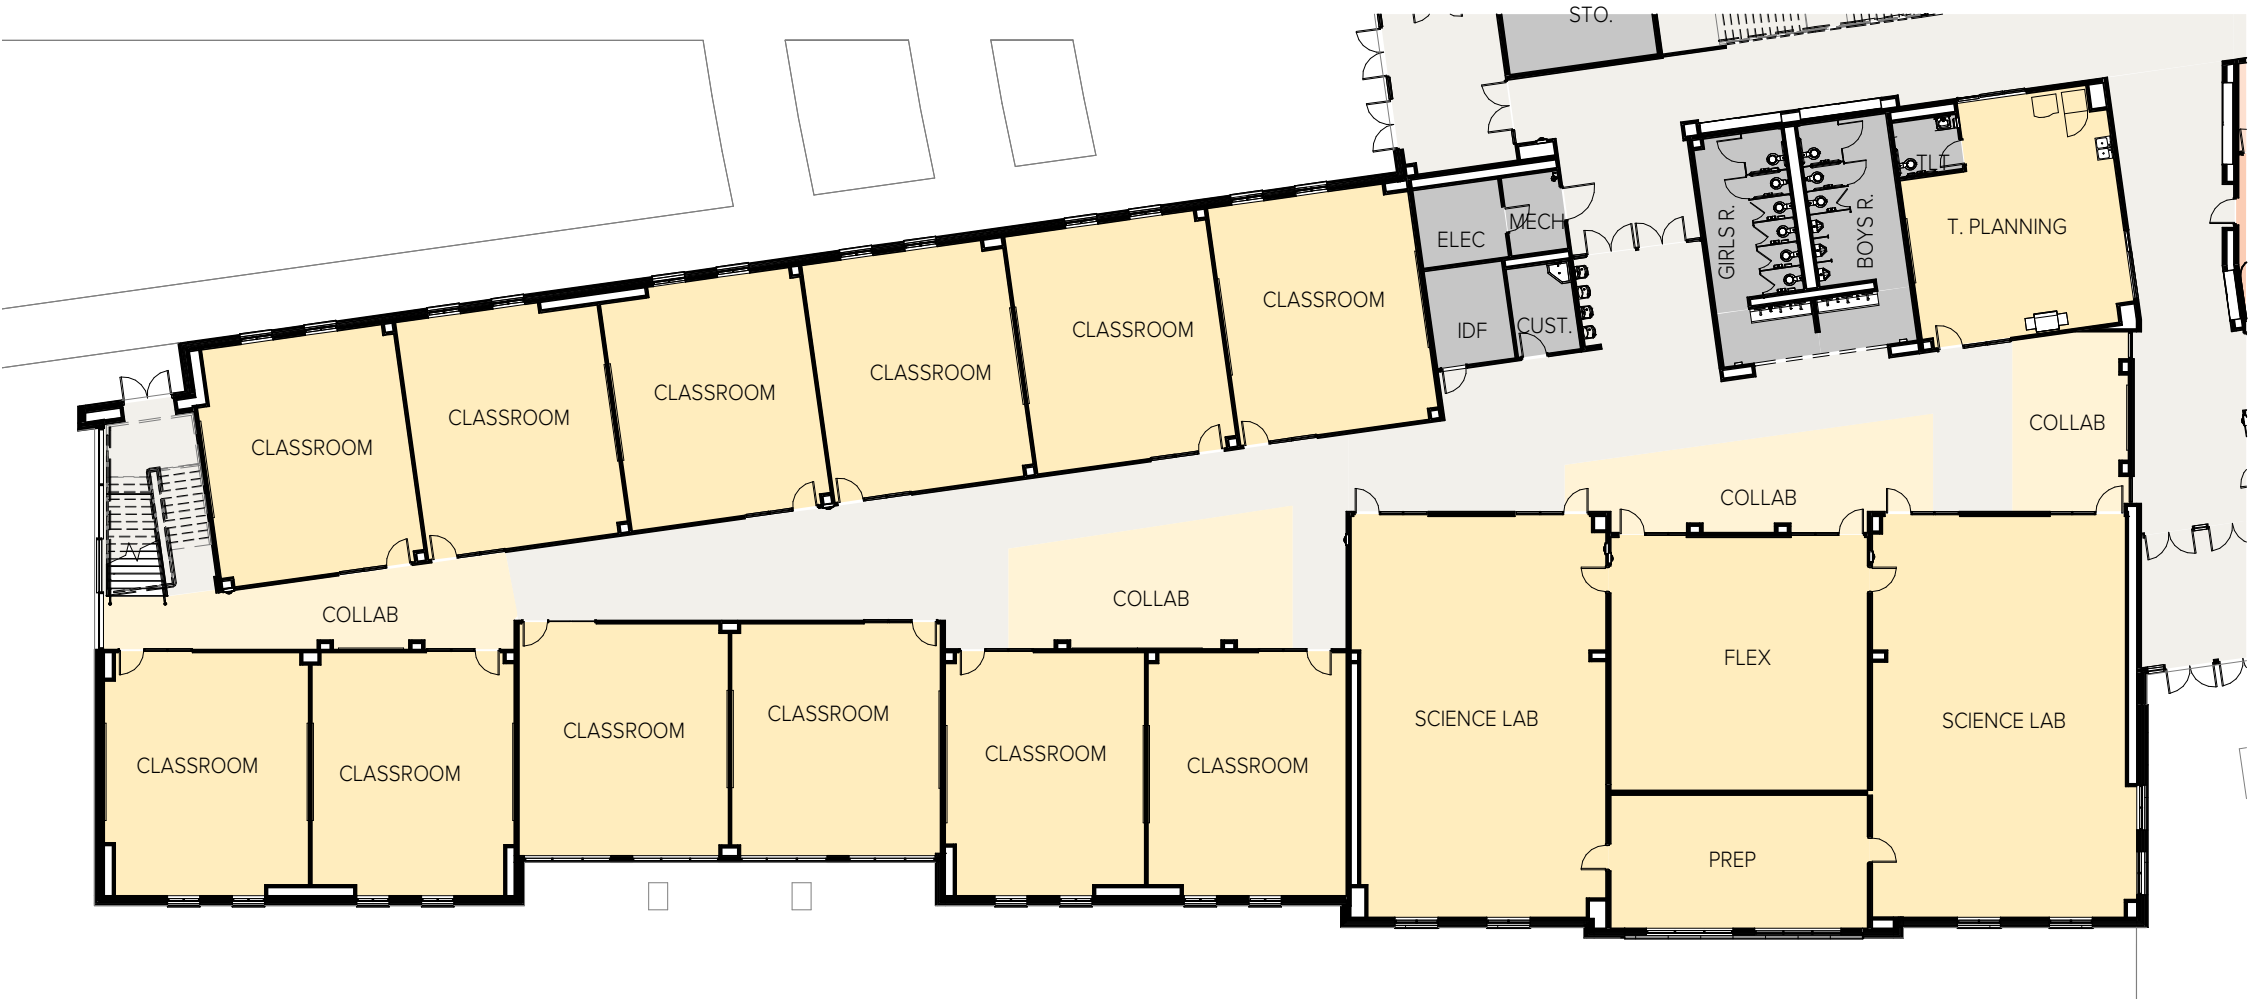 STO.
TLT
GIRLS R.
BOYS R.
T. PLANNING
MECH
ELEC
CLASSROOM
CLASSROOM
IDF
CUST.
CLASSROOM
CLASSROOM
CLASSROOM
CLASSROOM
COLLAB
COLLAB
COLLAB
COLLAB
FLEX
CLASSROOM
CLASSROOM
SCIENCE LAB
SCIENCE LAB
CLASSROOM
CLASSROOM
CLASSROOM
CLASSROOM
PREP